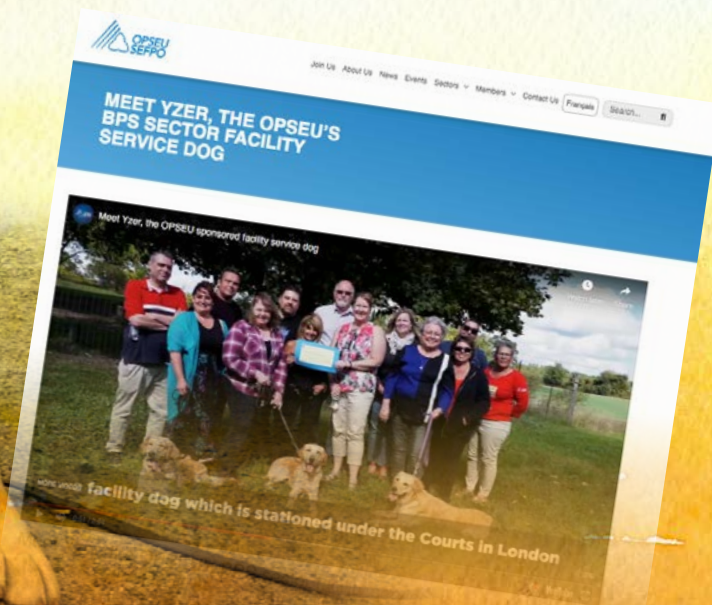 OPSEU
SEFPO
Join Us About Us News Events Sectors Members Contact Us Français Search...
MEET YZER, THE OPSEU'S
BPS SECTOR FACILITY
SERVICE DOG
Meet Yzer, the OPSEU sponsored facility service dog
facility dog which is stationed under the Courts in London